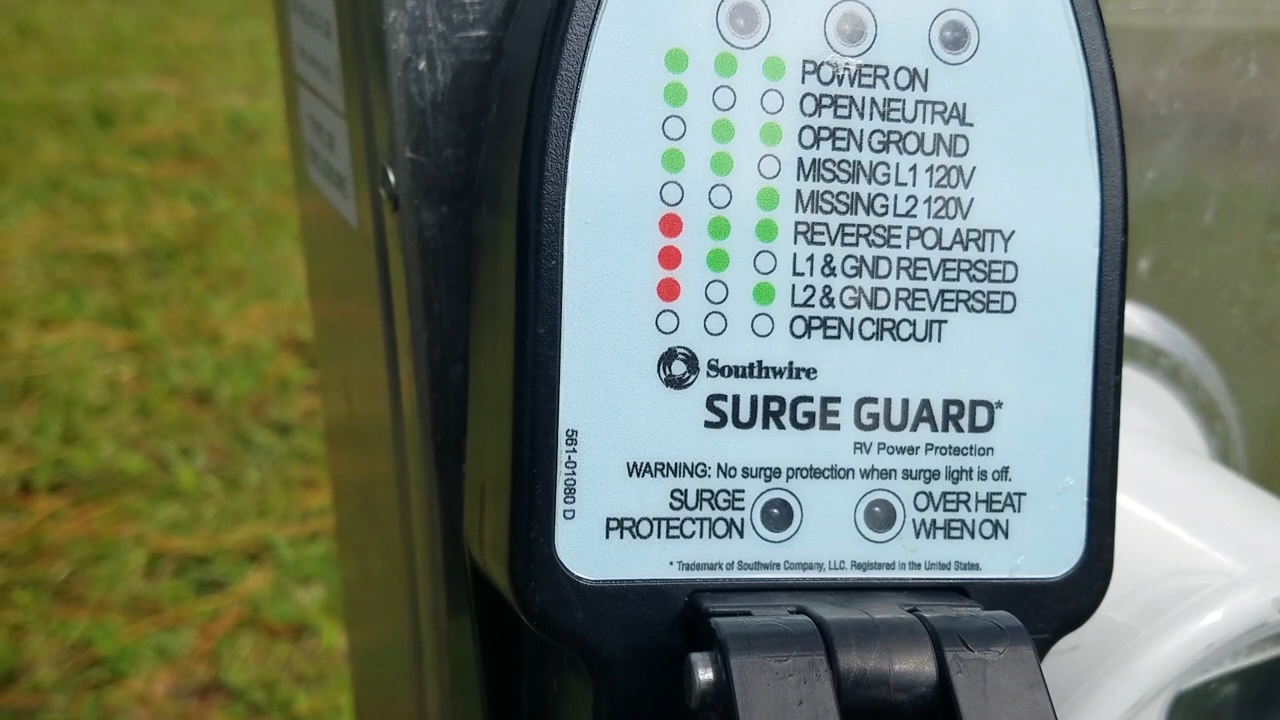 POWER ON
OPEN NEUTRAL
OPEN GROUND
MISSING L1 120V
MISSING L2 120V
REVERSE POLARITY
L1 & GND REVERSED
L2 & GND REVERSED
OPEN CIRCUIT
Southwire
SURGE GUARD*
RV Power Protection
WARNING: No surge protection when surge light is off.
SURGE PROTECTION
OVER HEAT WHEN ON
561-01080 D
* Trademark of Southwire Company, LLC. Registered in the United States.